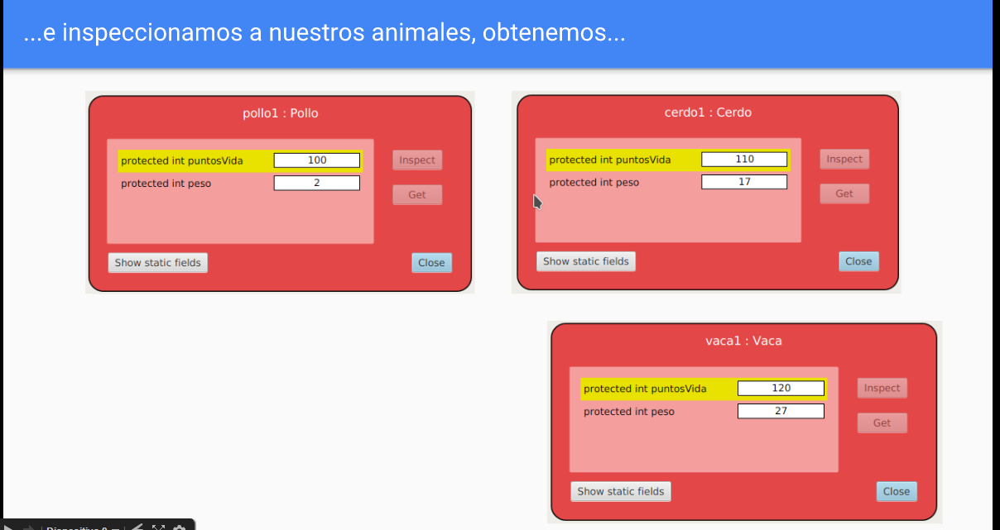 ...e inspeccionamos a nuestros animales, obtenemos...
pollo1 : Pollo
protected int puntosVida 100
protected int peso 2
Inspect
Get
Show static fields
Close
cerdo1 : Cerdo
protected int puntosVida 110
protected int peso 17
Inspect
Get
Show static fields
Close
vaca1 : Vaca
protected int puntosVida 120
protected int peso 27
Inspect
Get
Show static fields
Close